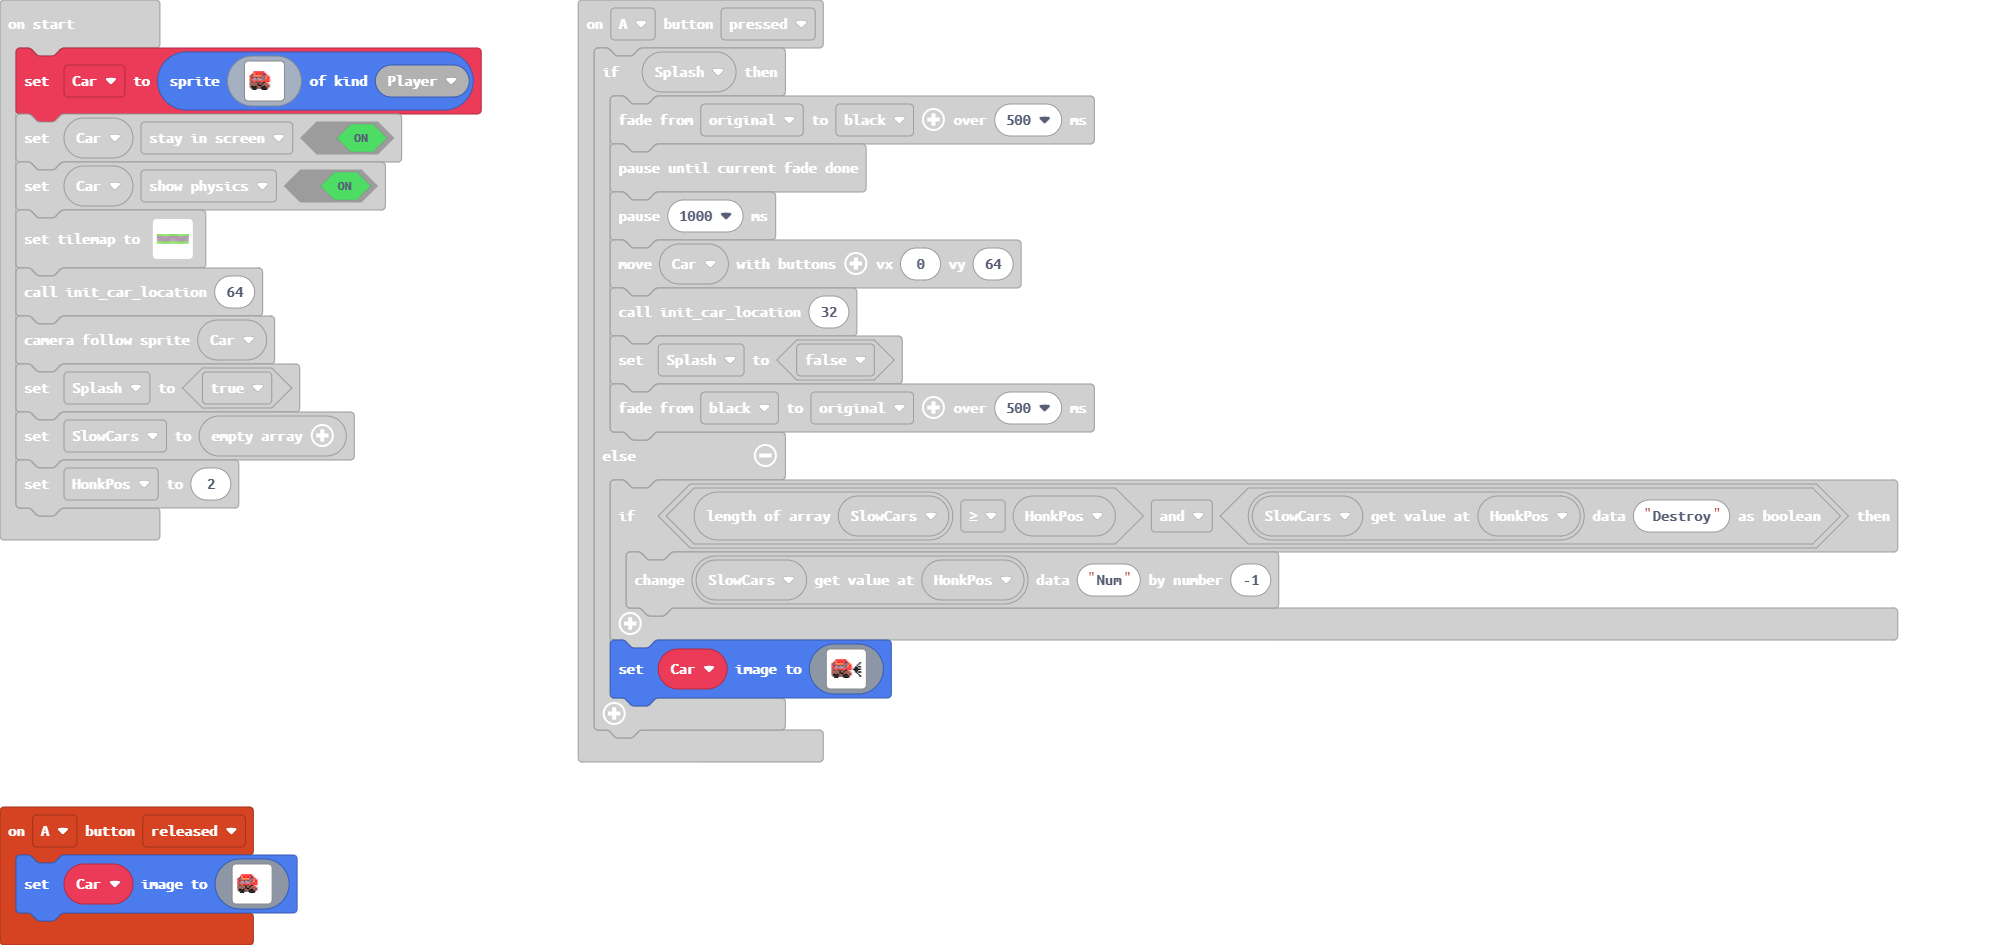 on start
set Car to sprite of kind Player
set Car stay in screen ON
set Car show physics ON
set tilemap to
call init_car_location 64
camera follow sprite Car
set Splash to true
set SlowCars to empty array
set HonkPos to 2
on A button pressed
if Splash then
fade from original to black over 500 ms
pause until current fade done
pause 1000 ms
move Car with buttons vx 0 vy 64
call init_car_location 32
set Splash to false
fade from black to original over 500 ms
else
if length of array SlowCars ≥ HonkPos and SlowCars get value at HonkPos data "Destroy" as boolean then
change SlowCars get value at HonkPos data "Num" by number -1
set Car image to
on A button released
set Car image to